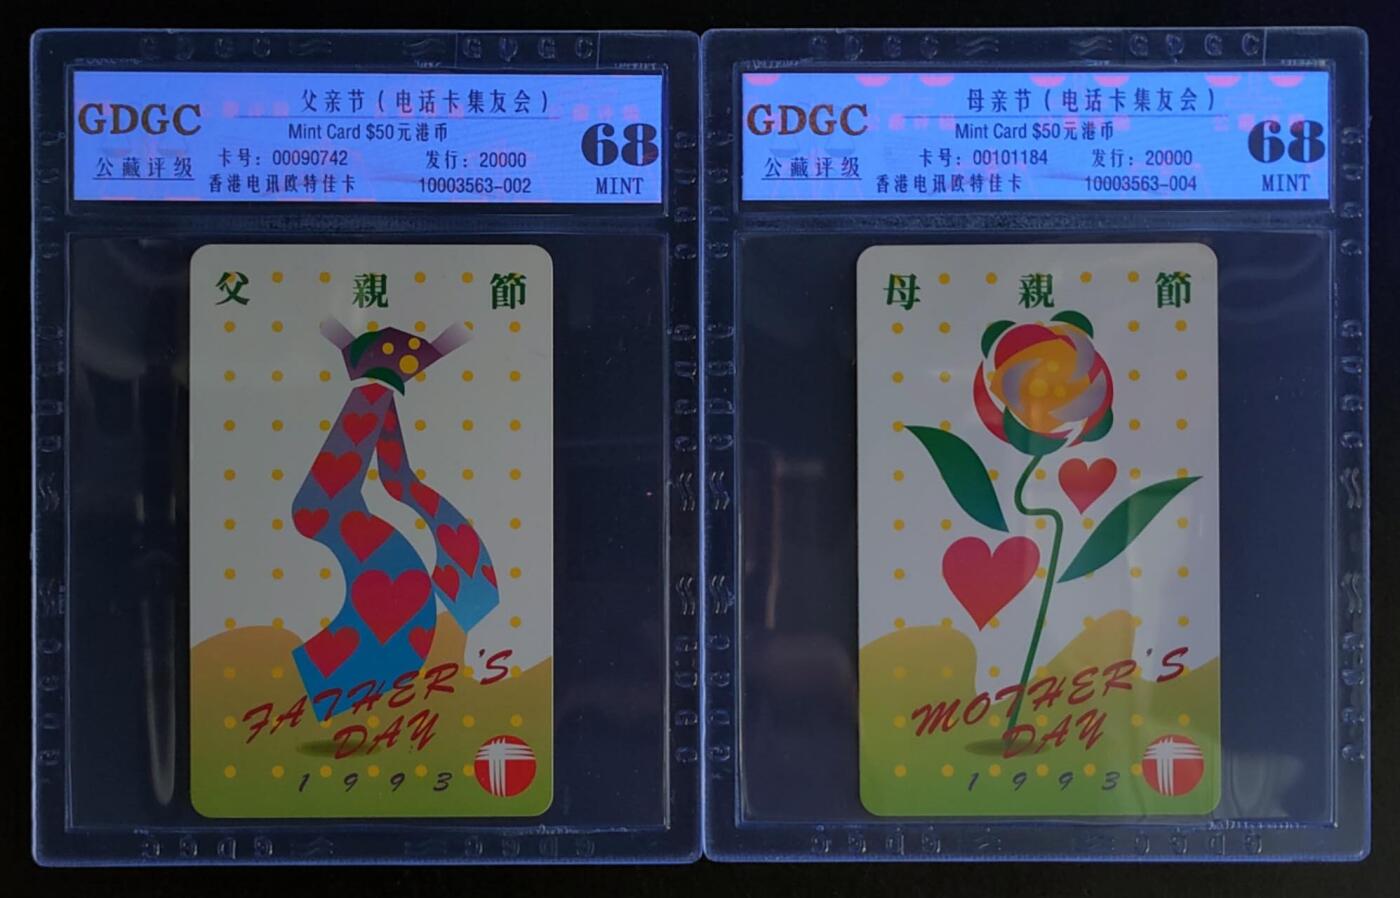 GDGC
公藏评级
父亲节(电话卡集友会)
Mint Card $50元港币
卡号:00090742 发行:20000
香港电讯欧特佳卡 10003563-002
68
MINT
父 親 節
FATHER'S
DAY
1993
GDGC
公藏评级
母亲节(电话卡集友会)
Mint Card $50元港币
卡号:00101184 发行:20000
香港电讯欧特佳卡 10003563-004
68
MINT
母 親 節
MOTHER'S
DAY
1993